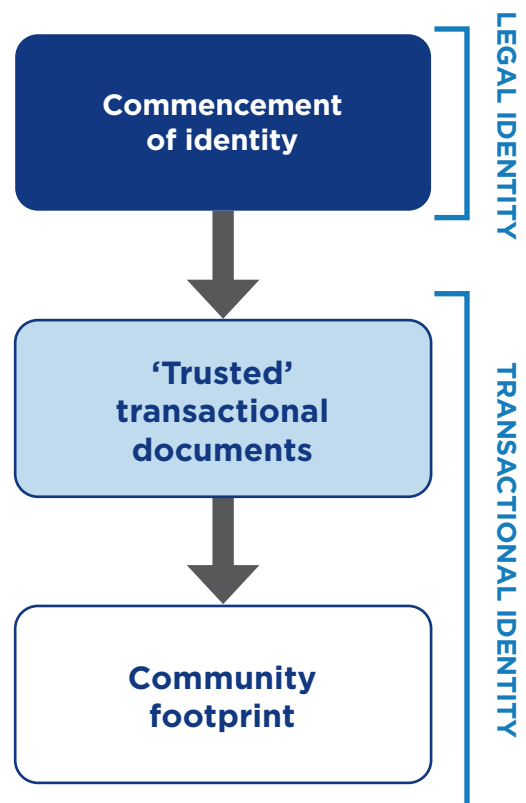 Commencement
of identity
LEGAL IDENTITY
‘Trusted’
transactional
documents
TRANSACTIONAL IDENTITY
Community
footprint